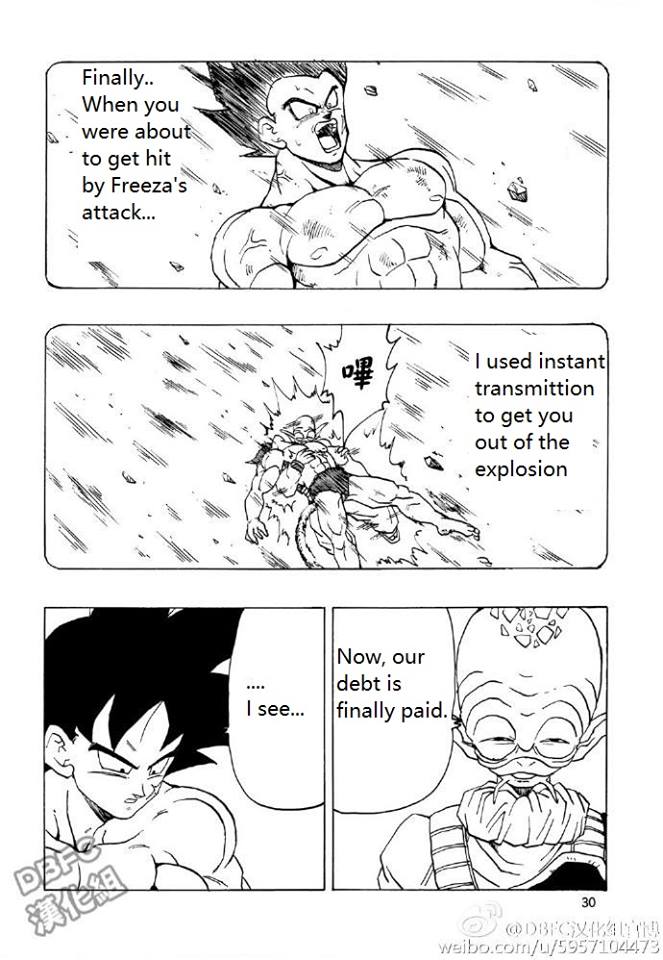 Finally..
When you
were about
to get hit
by Freeza's
attack...
嗶
I used instant
transmittion
to get you
out of the
explosion
....
I see...
Now, our
debt is
finally paid.
DBFC
漢化組
30
@DBFC汉化组官博
weibo.com/u/5957104473